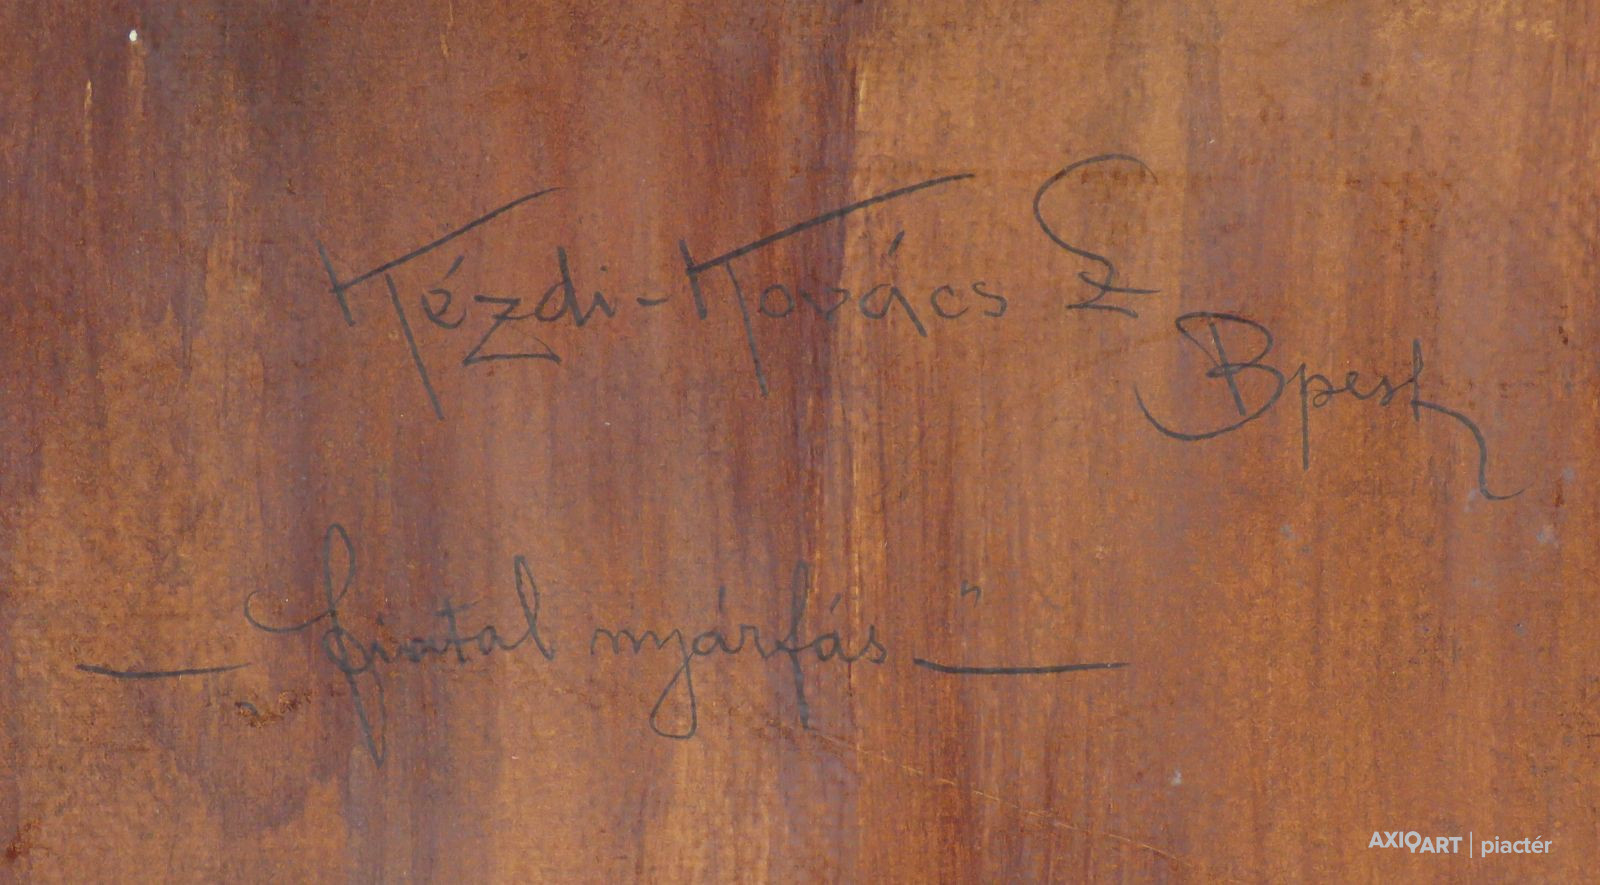 Kézdi-Kovács L
Bpest
— „fiatal nyárfás" —
AXIOART | piactér